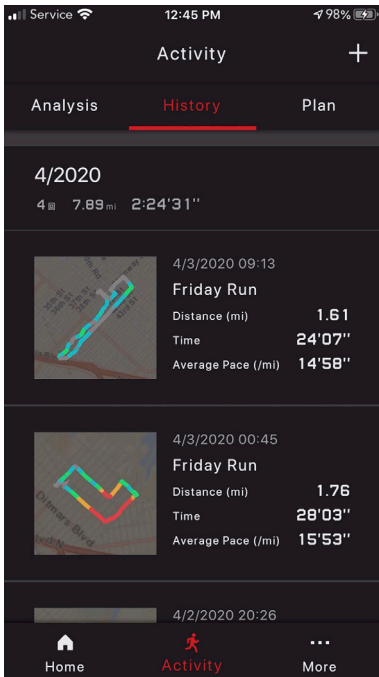 Service 12:45 PM 98%
Activity +
Analysis History Plan
4/2020
4回 7.89mi 2:24'31''
4/3/2020 09:13
Friday Run
Distance (mi) 1.61
Time 24'07''
Average Pace (/mi) 14'58''
4/3/2020 00:45
Friday Run
Distance (mi) 1.76
Time 28'03''
Average Pace (/mi) 15'53''
Ditmars Blvd
4/2/2020 20:26
Home Activity More